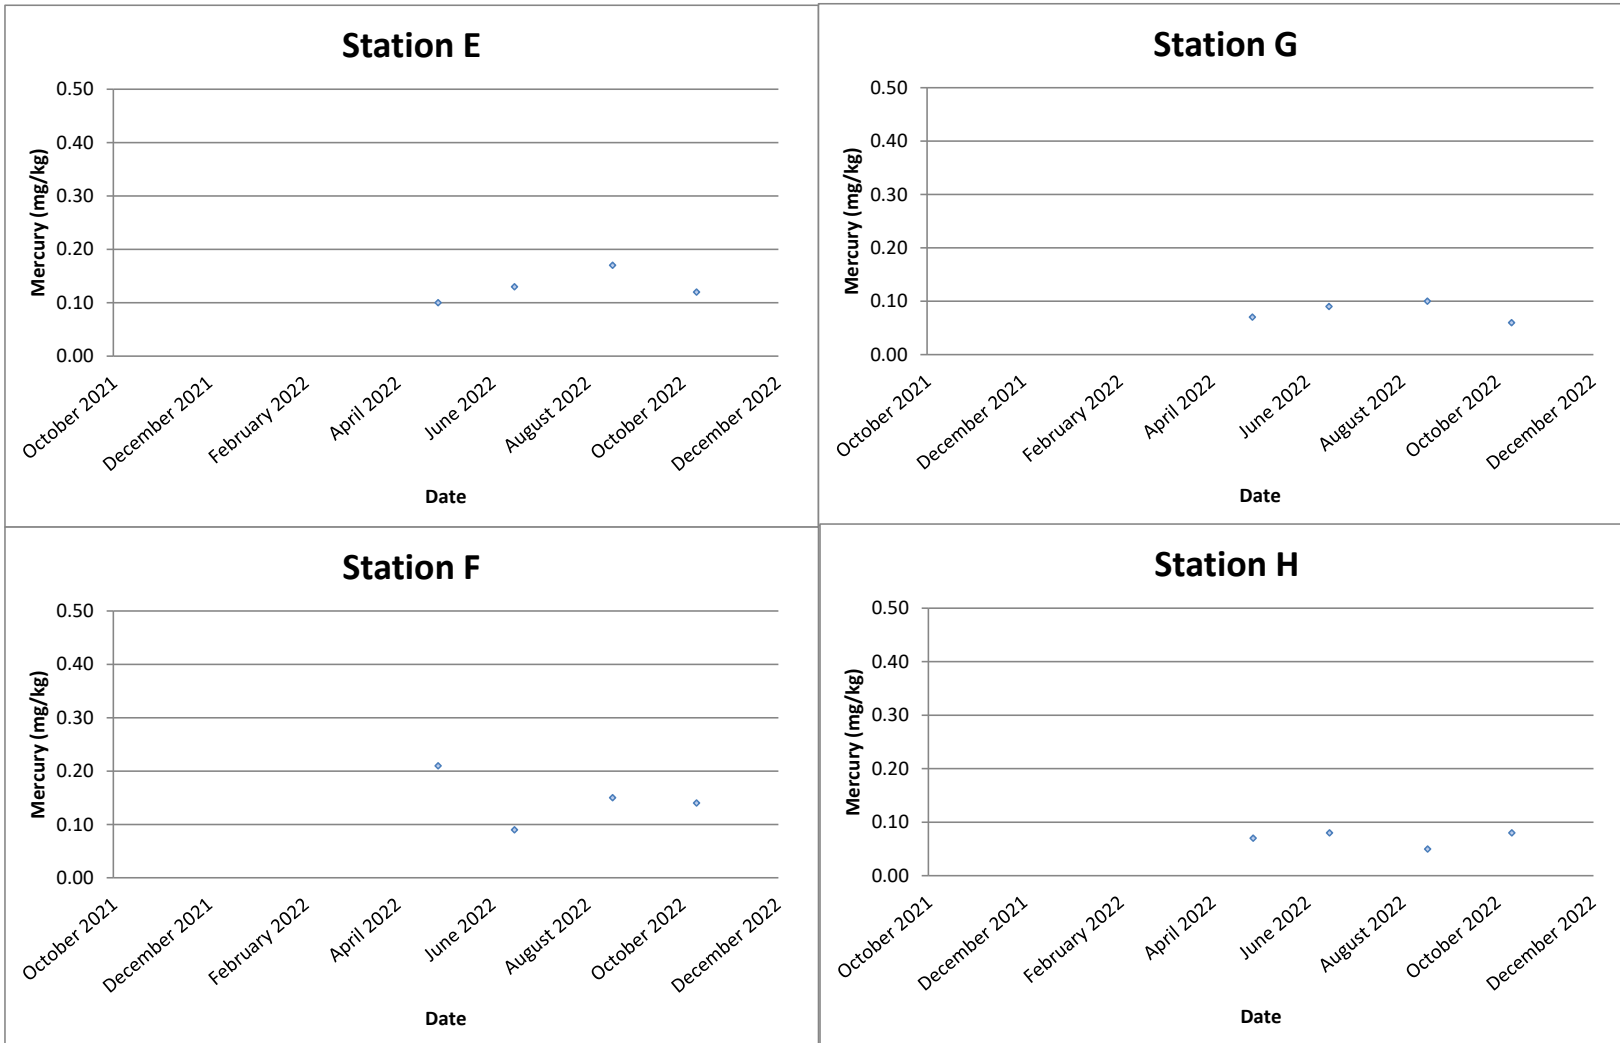 Station E
Mercury (mg/kg)
0.50
0.40
0.30
0.20
0.10
0.00
October 2021
December 2021
February 2022
April 2022
June 2022
August 2022
October 2022
December 2022
Date
Station G
Mercury (mg/kg)
0.50
0.40
0.30
0.20
0.10
0.00
October 2021
December 2021
February 2022
April 2022
June 2022
August 2022
October 2022
December 2022
Date
Station F
Mercury (mg/kg)
0.50
0.40
0.30
0.20
0.10
0.00
October 2021
December 2021
February 2022
April 2022
June 2022
August 2022
October 2022
December 2022
Date
Station H
Mercury (mg/kg)
0.50
0.40
0.30
0.20
0.10
0.00
October 2021
December 2021
February 2022
April 2022
June 2022
August 2022
October 2022
December 2022
Date